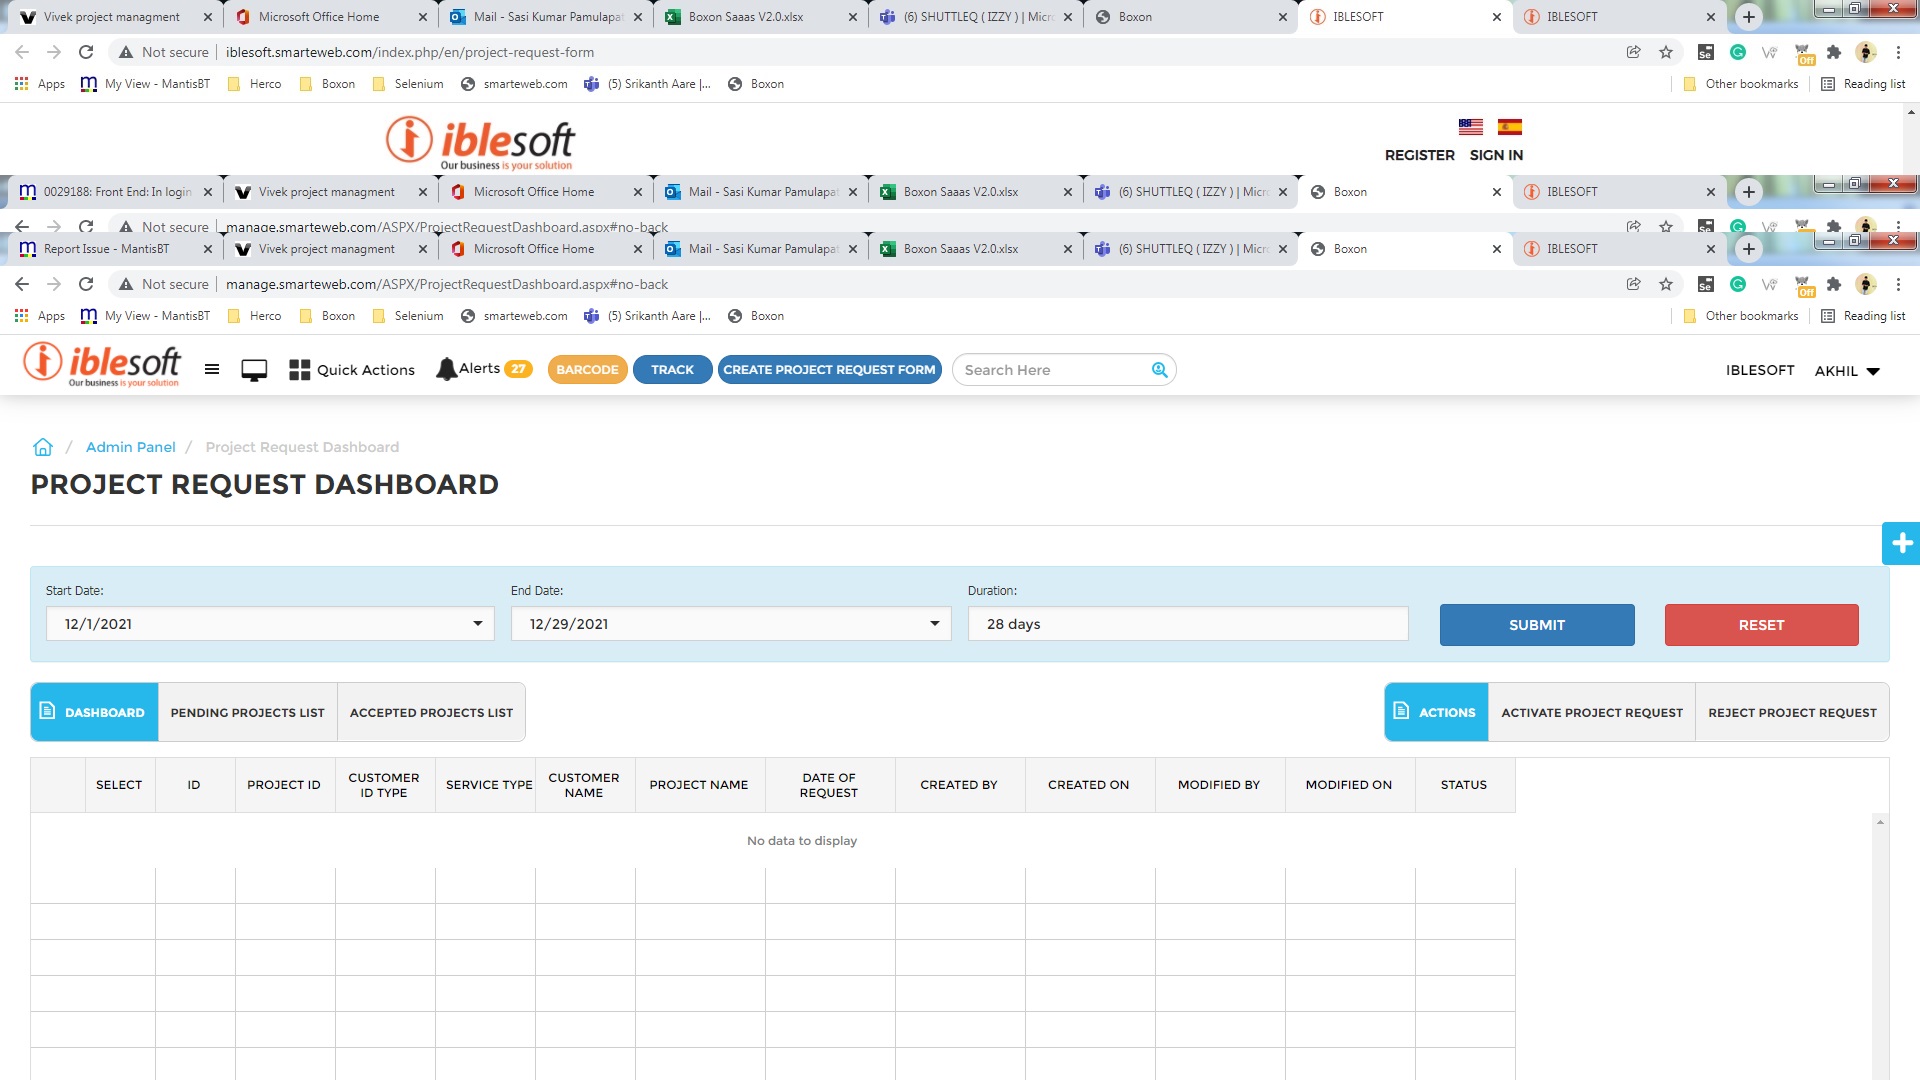 Vivek project managment
Microsoft Office Home
Mail - Sasi Kumar Pamulapat
Boxon Saaas V2.0.xlsx
(6) SHUTTLEQ ( IZZY ) | Micr
Boxon
IBLESOFT
IBLESOFT
Not secure
iblesoft.smarteweb.com/index.php/en/project-request-form
Se
Off
Apps
My View - MantisBT
Herco
Boxon
Selenium
smarteweb.com
(5) Srikanth Aare |...
Boxon
Other bookmarks
Reading list
iblesoft
Our business is your solution
REGISTER
SIGN IN
0029188: Front End: In login
Vivek project managment
Microsoft Office Home
Mail - Sasi Kumar Pamulapat
Boxon Saaas V2.0.xlsx
(6) SHUTTLEQ ( IZZY ) | Micr
Boxon
IBLESOFT
Not secure
manage.smarteweb.com/ASPX/ProjectRequestDashboard.aspx#no-back
Report Issue - MantisBT
Vivek project managment
Microsoft Office Home
Mail - Sasi Kumar Pamulapat
Boxon Saaas V2.0.xlsx
(6) SHUTTLEQ ( IZZY ) | Micr
Boxon
IBLESOFT
Not secure
manage.smarteweb.com/ASPX/ProjectRequestDashboard.aspx#no-back
Se
Off
Apps
My View - MantisBT
Herco
Boxon
Selenium
smarteweb.com
(5) Srikanth Aare |...
Boxon
Other bookmarks
Reading list
iblesoft
Our business is your solution
Quick Actions
Alerts 27
BARCODE
TRACK
CREATE PROJECT REQUEST FORM
Search Here
IBLESOFT
AKHIL
/ Admin Panel / Project Request Dashboard
PROJECT REQUEST DASHBOARD
Start Date:
End Date:
Duration:
12/1/2021
12/29/2021
28 days
SUBMIT
RESET
DASHBOARD
PENDING PROJECTS LIST
ACCEPTED PROJECTS LIST
ACTIONS
ACTIVATE PROJECT REQUEST
REJECT PROJECT REQUEST
SELECT
ID
PROJECT ID
CUSTOMER ID TYPE
SERVICE TYPE
CUSTOMER NAME
PROJECT NAME
DATE OF REQUEST
CREATED BY
CREATED ON
MODIFIED BY
MODIFIED ON
STATUS
No data to display